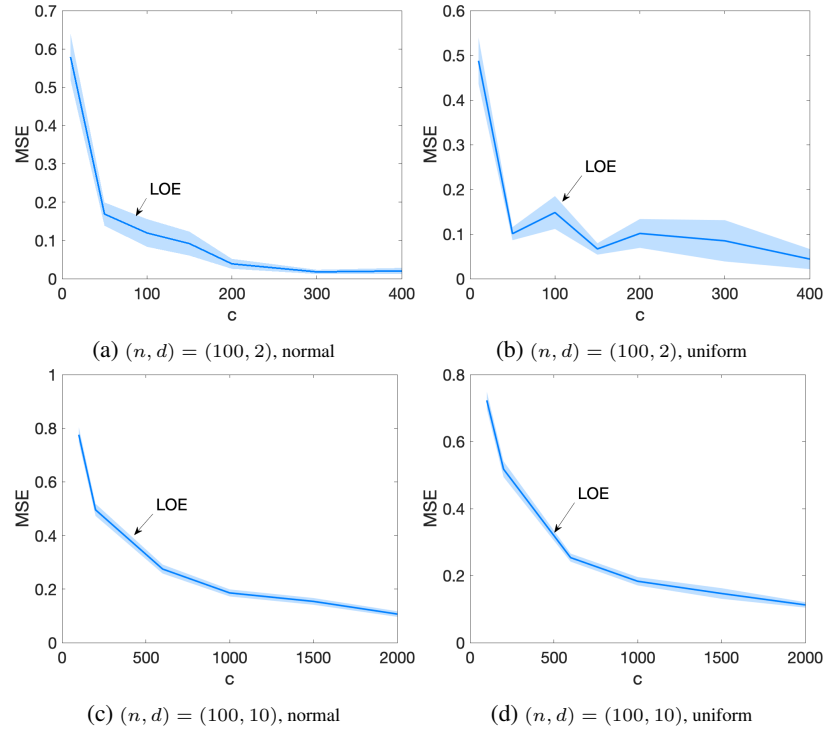 0.7
0.6
0.5
0.4
0.3
0.2
0.1
0
MSE
LOE
0 100 200 300 400
c
(a) (n, d) = (100, 2), normal
0.6
0.5
0.4
0.3
0.2
0.1
0
MSE
LOE
0 100 200 300 400
c
(b) (n, d) = (100, 2), uniform
1
0.8
0.6
0.4
0.2
0
MSE
LOE
0 500 1000 1500 2000
c
(c) (n, d) = (100, 10), normal
0.8
0.6
0.4
0.2
0
MSE
LOE
0 500 1000 1500 2000
c
(d) (n, d) = (100, 10), uniform